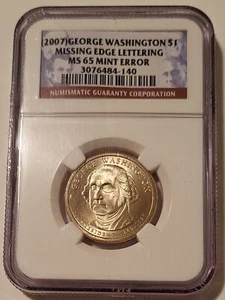 (2007) GEORGE WASHINGTON $1
MISSING EDGE LETTERING
MS 65 MINT ERROR
3076484-140
NUMISMATIC GUARANTY CORPORATION
GEORGE WASHINGTON